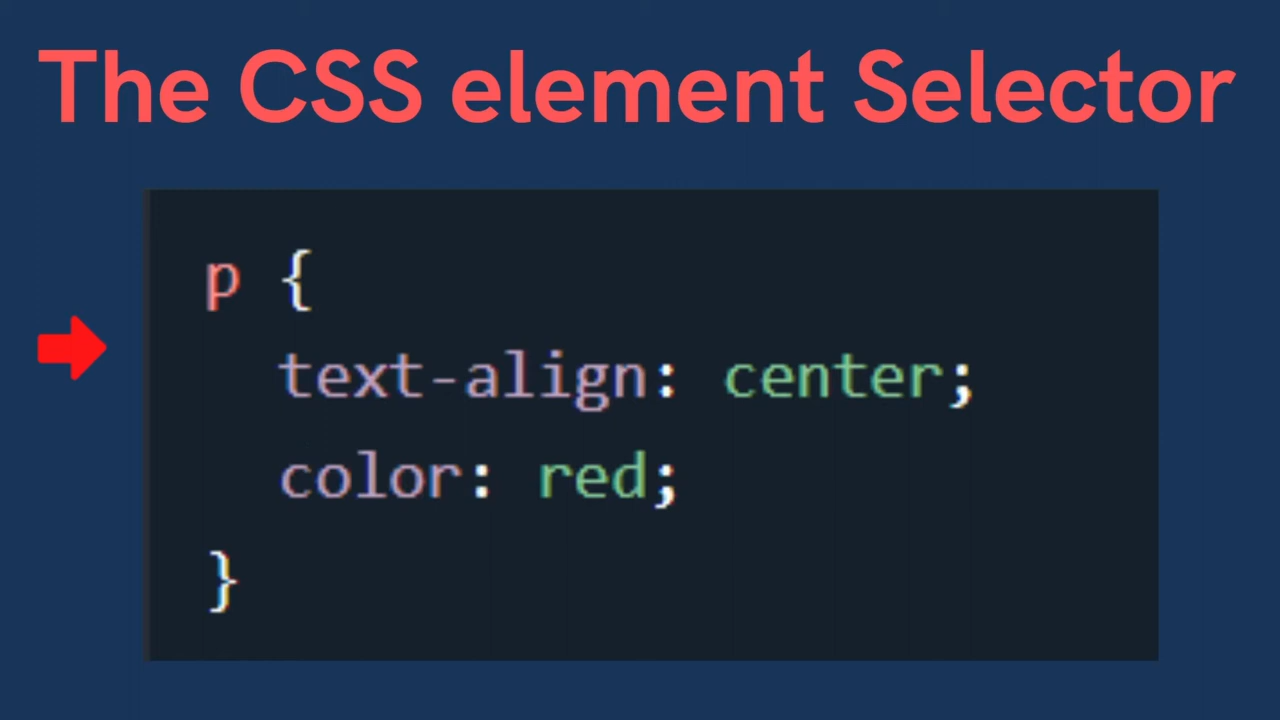 The CSS element Selector
p {
text-align: center;
color: red;
}